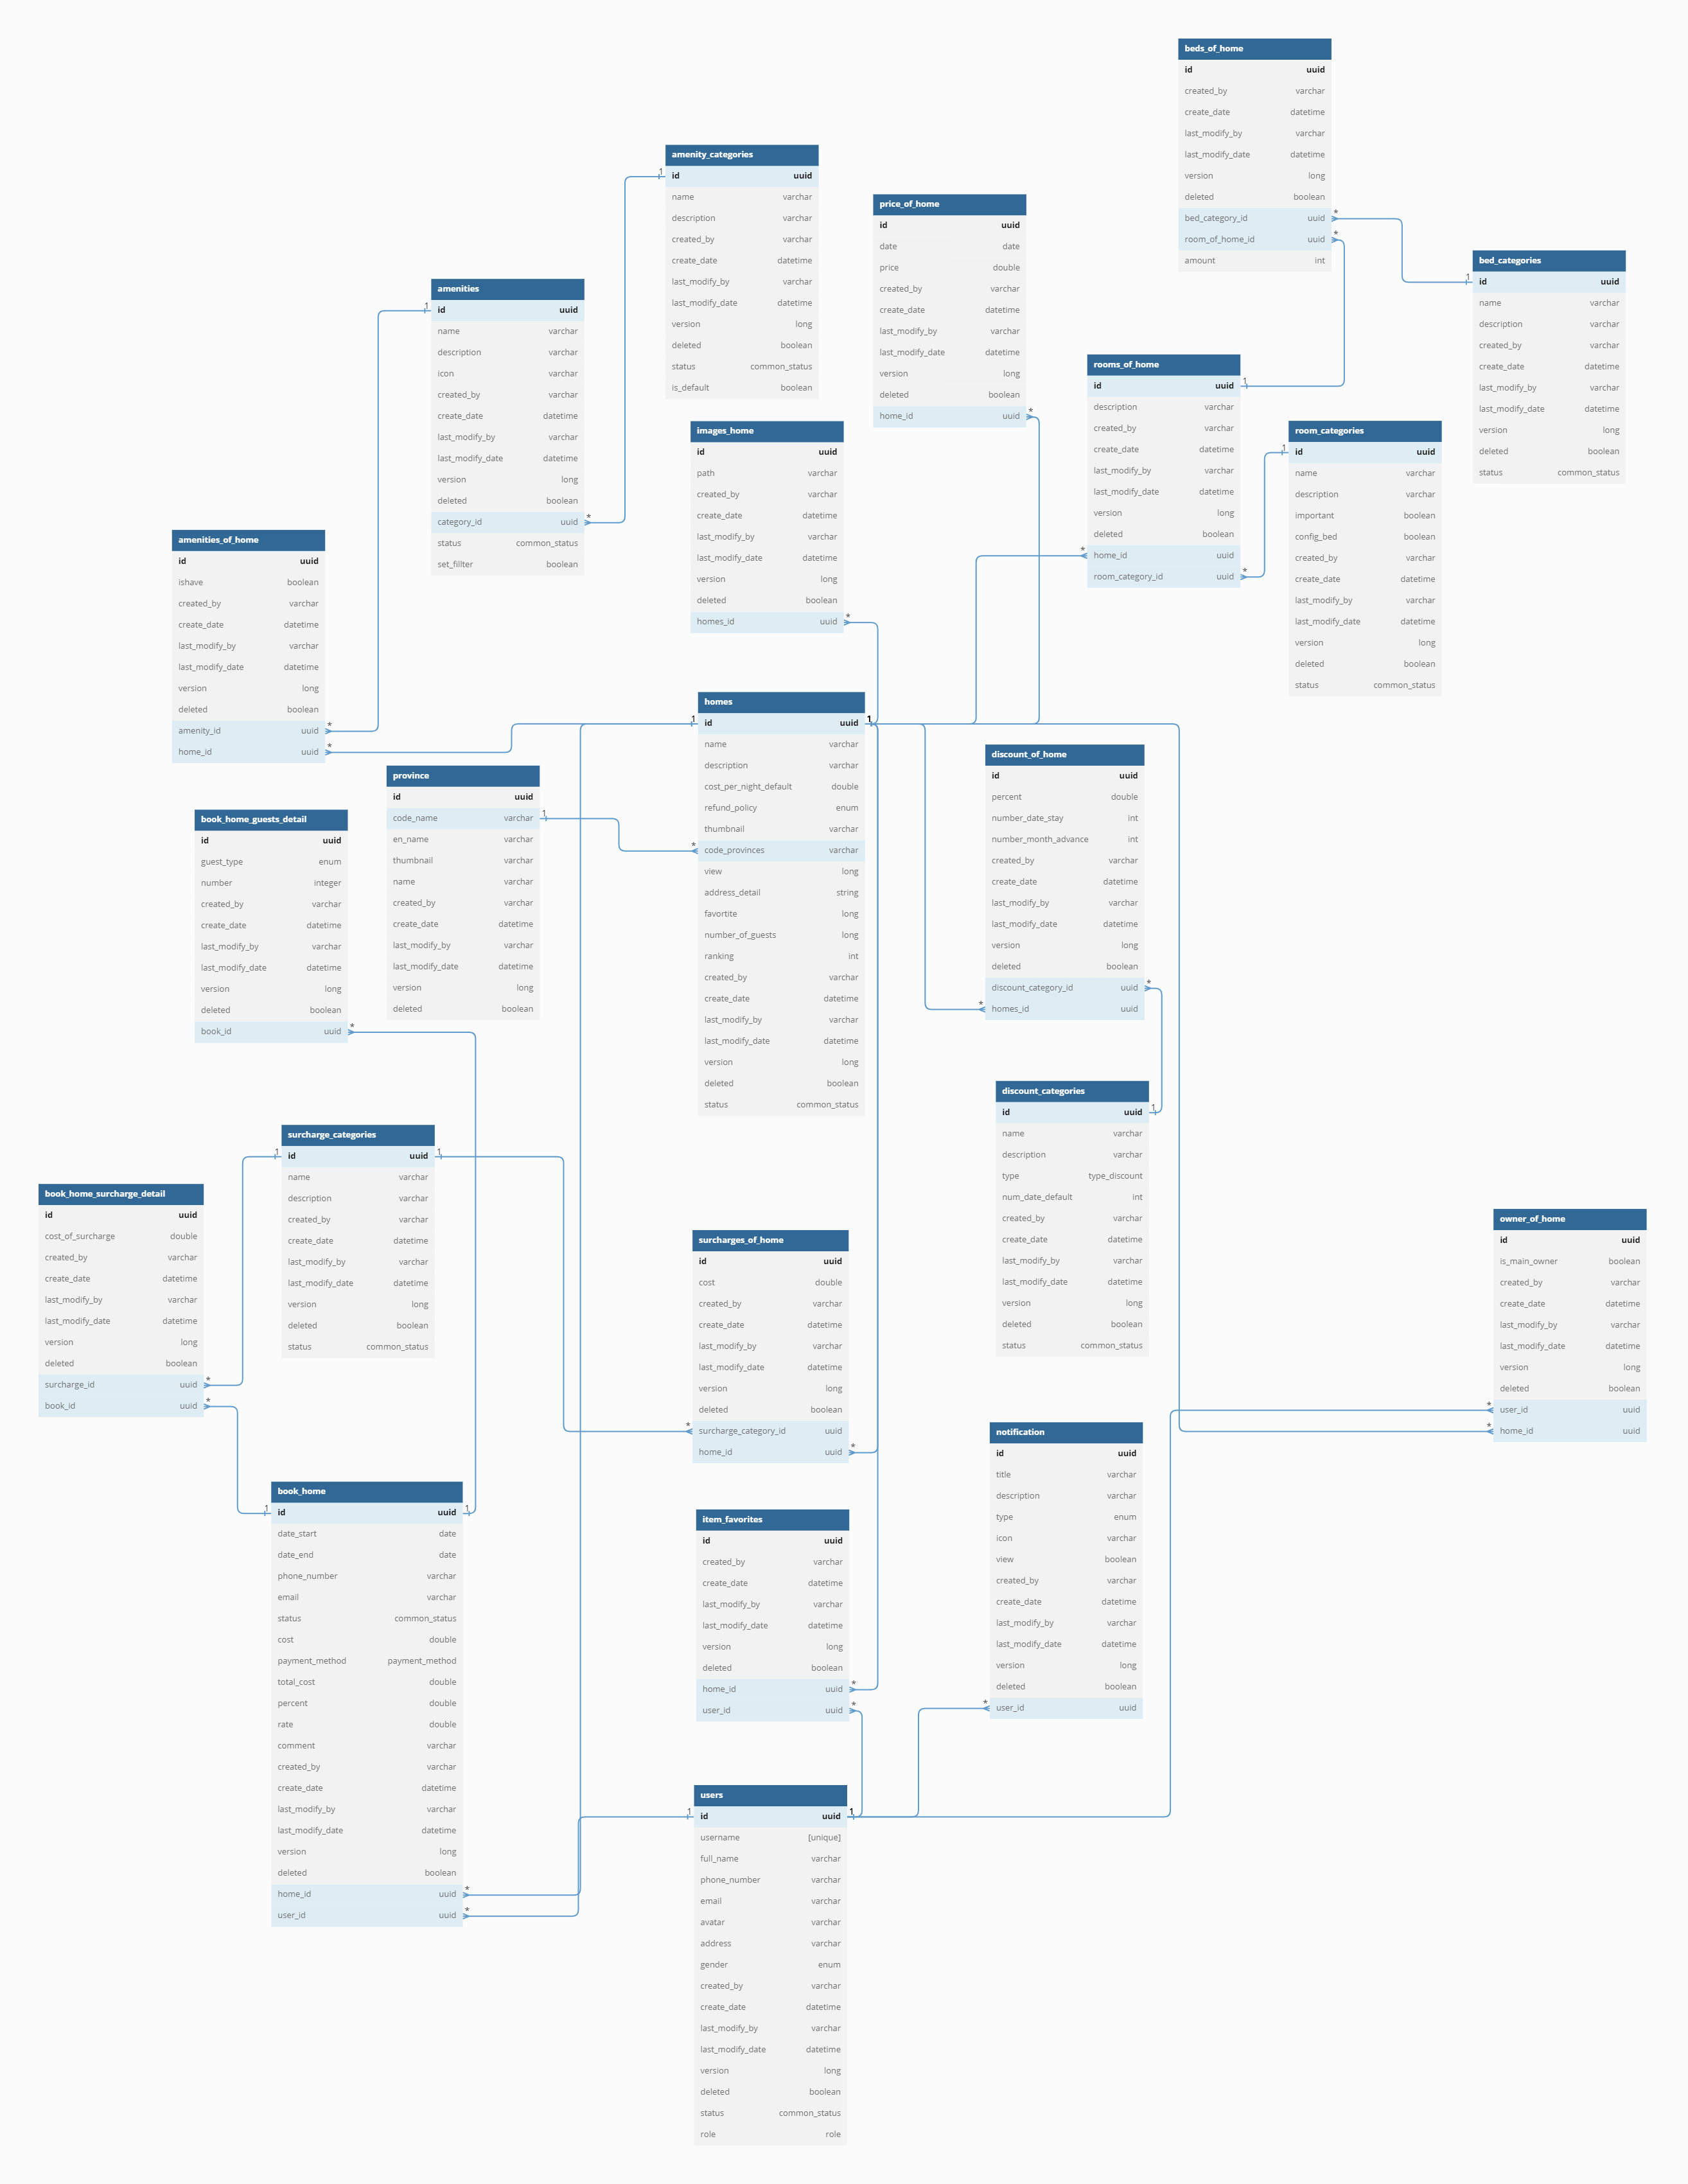 beds_of_home
id uuid
created_by varchar
create_date datetime
last_modify_by varchar
last_modify_date datetime
version long
deleted boolean
bed_category_id uuid *
room_of_home_id uuid *
amount int
amenity_categories
1 id uuid
name varchar
description varchar
created_by varchar
create_date datetime
last_modify_by varchar
last_modify_date datetime
version long
deleted boolean
status common_status
is_default boolean
price_of_home
id uuid
date date
price double
created_by varchar
create_date datetime
last_modify_by varchar
last_modify_date datetime
version long
deleted boolean
home_id uuid *
bed_categories
1 id uuid
name varchar
description varchar
created_by varchar
create_date datetime
last_modify_by varchar
last_modify_date datetime
version long
deleted boolean
status common_status
amenities
1 id uuid
name varchar
description varchar
icon varchar
created_by varchar
create_date datetime
last_modify_by varchar
last_modify_date datetime
version long
deleted boolean
category_id uuid *
status common_status
set_fillter boolean
rooms_of_home
id uuid 1
description varchar
created_by varchar
create_date datetime
last_modify_by varchar
last_modify_date datetime
version long
deleted boolean
* home_id uuid
room_category_id uuid *
images_home
id uuid
path varchar
created_by varchar
create_date datetime
last_modify_by varchar
last_modify_date datetime
version long
deleted boolean
homes_id uuid *
room_categories
1 id uuid
name varchar
description varchar
important boolean
config_bed boolean
created_by varchar
create_date datetime
last_modify_by varchar
last_modify_date datetime
version long
deleted boolean
status common_status
amenities_of_home
id uuid
ishave boolean
created_by varchar
create_date datetime
last_modify_by varchar
last_modify_date datetime
version long
deleted boolean
amenity_id uuid *
home_id uuid *
homes
1 id uuid 1
name varchar
description varchar
cost_per_night_default double
refund_policy enum
thumbnail varchar
* code_provinces varchar
view long
address_detail string
favortite long
number_of_guests long
ranking int
created_by varchar
create_date datetime
last_modify_by varchar
last_modify_date datetime
version long
deleted boolean
status common_status
discount_of_home
id uuid
percent double
number_date_stay int
number_month_advance int
created_by varchar
create_date datetime
last_modify_by varchar
last_modify_date datetime
version long
deleted boolean
discount_category_id uuid *
* homes_id uuid
province
id uuid
code_name varchar 1
en_name varchar
thumbnail varchar
name varchar
created_by varchar
create_date datetime
last_modify_by varchar
last_modify_date datetime
version long
deleted boolean
book_home_guests_detail
id uuid
guest_type enum
number integer
created_by varchar
create_date datetime
last_modify_by varchar
last_modify_date datetime
version long
deleted boolean
book_id uuid *
discount_categories
id uuid 1
name varchar
description varchar
type type_discount
num_date_default int
created_by varchar
create_date datetime
last_modify_by varchar
last_modify_date datetime
version long
deleted boolean
status common_status
surcharge_categories
1 id uuid 1
name varchar
description varchar
created_by varchar
create_date datetime
last_modify_by varchar
last_modify_date datetime
version long
deleted boolean
status common_status
book_home_surcharge_detail
id uuid
cost_of_surcharge double
created_by varchar
create_date datetime
last_modify_by varchar
last_modify_date datetime
version long
deleted boolean
surcharge_id uuid *
book_id uuid *
owner_of_home
id uuid
is_main_owner boolean
created_by varchar
create_date datetime
last_modify_by varchar
last_modify_date datetime
version long
deleted boolean
* user_id uuid
* home_id uuid
surcharges_of_home
id uuid
cost double
created_by varchar
create_date datetime
last_modify_by varchar
last_modify_date datetime
version long
deleted boolean
* surcharge_category_id uuid
home_id uuid *
notification
id uuid
title varchar
description varchar
type enum
icon varchar
view boolean
created_by varchar
create_date datetime
last_modify_by varchar
last_modify_date datetime
version long
deleted boolean
* user_id uuid
book_home
1 id uuid 1
date_start date
date_end date
phone_number varchar
email varchar
status common_status
cost double
payment_method payment_method
total_cost double
percent double
rate double
comment varchar
created_by varchar
create_date datetime
last_modify_by varchar
last_modify_date datetime
version long
deleted boolean
home_id uuid *
user_id uuid *
item_favorites
id uuid
created_by varchar
create_date datetime
last_modify_by varchar
last_modify_date datetime
version long
deleted boolean
home_id uuid *
user_id uuid *
users
1 id uuid 1
username [unique]
full_name varchar
phone_number varchar
email varchar
avatar varchar
address varchar
gender enum
created_by varchar
create_date datetime
last_modify_by varchar
last_modify_date datetime
version long
deleted boolean
status common_status
role role